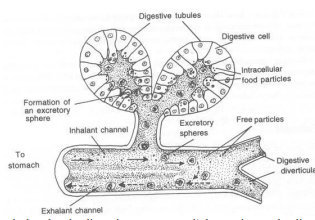 Digestive tubules
Digestive cell
Intracellular
food particles
Formation of
an excretory
sphere
Inhalant channel
Excretory
spheres
Free particles
To
stomach
Digestive
diverticula
Exhalant channel